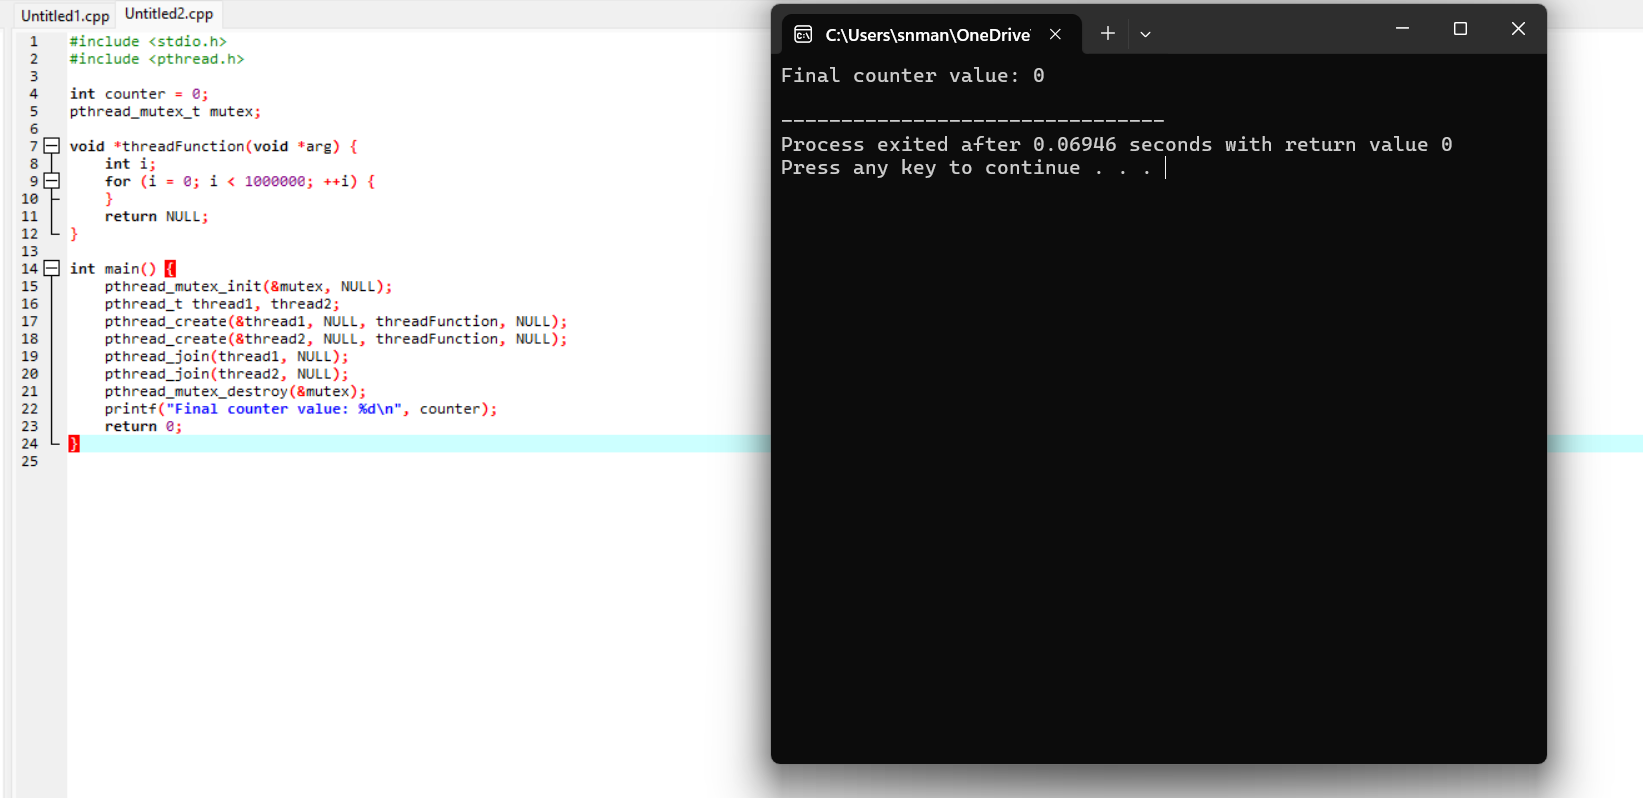 Untitled1.cpp Untitled2.cpp
1 #include <stdio.h>
2 #include <pthread.h>
3
4 int counter = 0;
5 pthread_mutex_t mutex;
6
7 void *threadFunction(void *arg) {
8     int i;
9     for (i = 0; i < 1000000; ++i) {
10     }
11     return NULL;
12 }
13
14 int main() {
15     pthread_mutex_init(&mutex, NULL);
16     pthread_t thread1, thread2;
17     pthread_create(&thread1, NULL, threadFunction, NULL);
18     pthread_create(&thread2, NULL, threadFunction, NULL);
19     pthread_join(thread1, NULL);
20     pthread_join(thread2, NULL);
21     pthread_mutex_destroy(&mutex);
22     printf("Final counter value: %d\n", counter);
23     return 0;
24 }
25
C:\Users\snman\OneDrive
Final counter value: 0
--------------------------------
Process exited after 0.06946 seconds with return value 0
Press any key to continue . . .